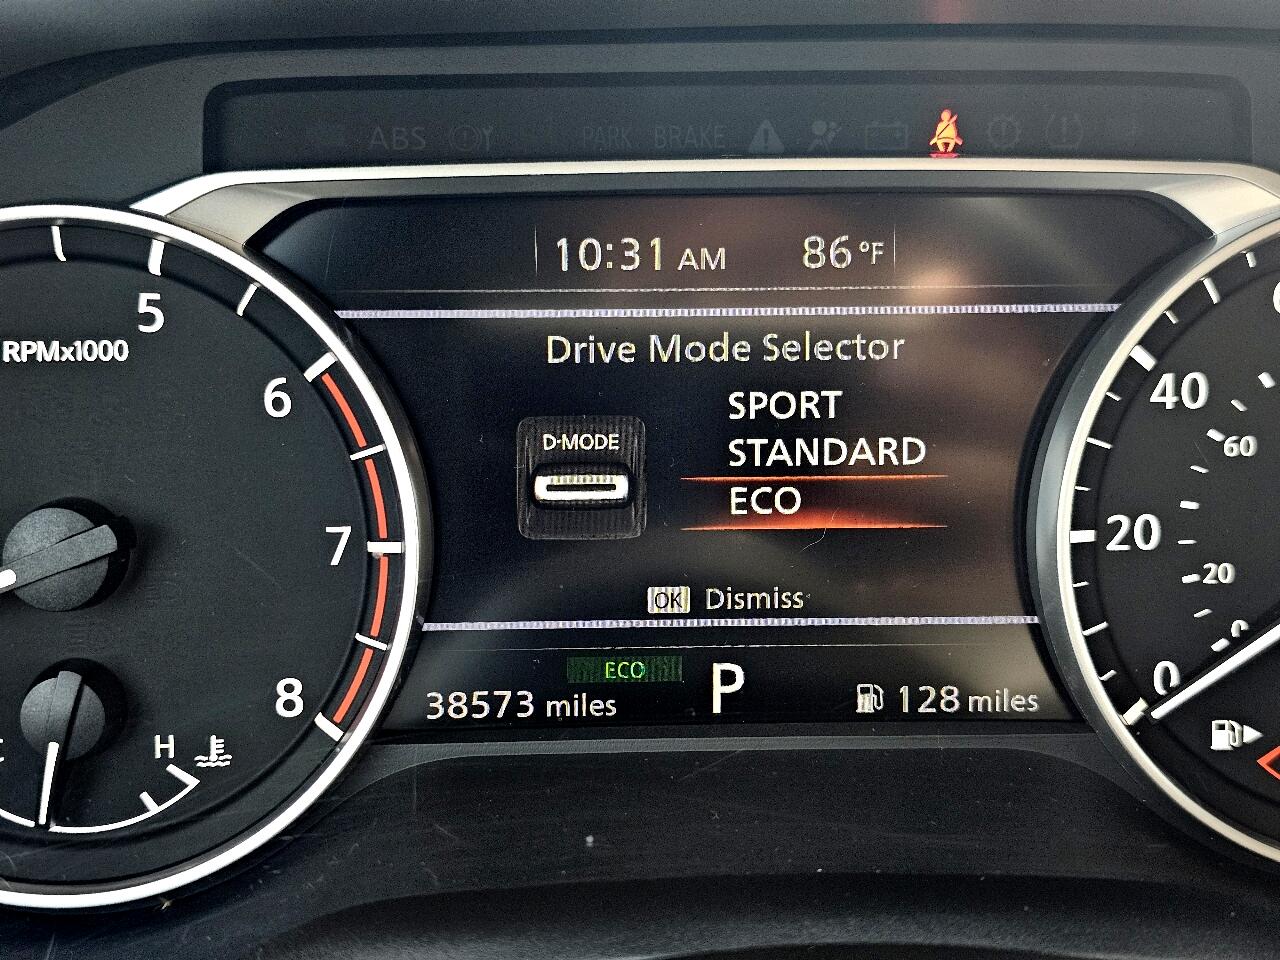 ABS
PARK BRAKE
10:31 AM 86°F
5
RPMx1000
6
7
8
H
Drive Mode Selector
D-MODE
SPORT
STANDARD
ECO
OK Dismiss
ECO
38573 miles P 128 miles
40
60
20
20
0
0